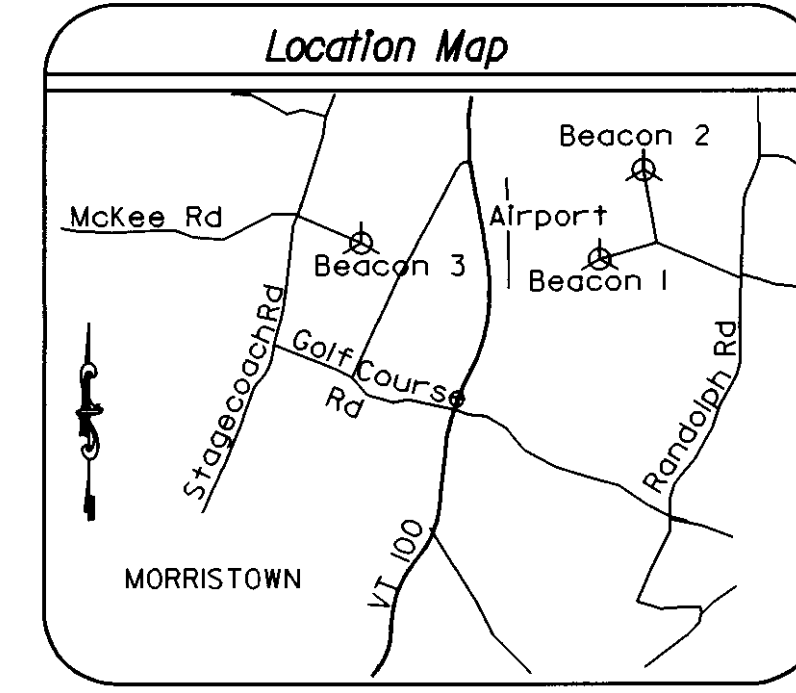 Location Map
Beacon 2
McKee Rd
Airport
Beacon 3
Beacon 1
Stagecoach Rd
Golf Course
Rd
Randolph Rd
VT 100
MORRISTOWN